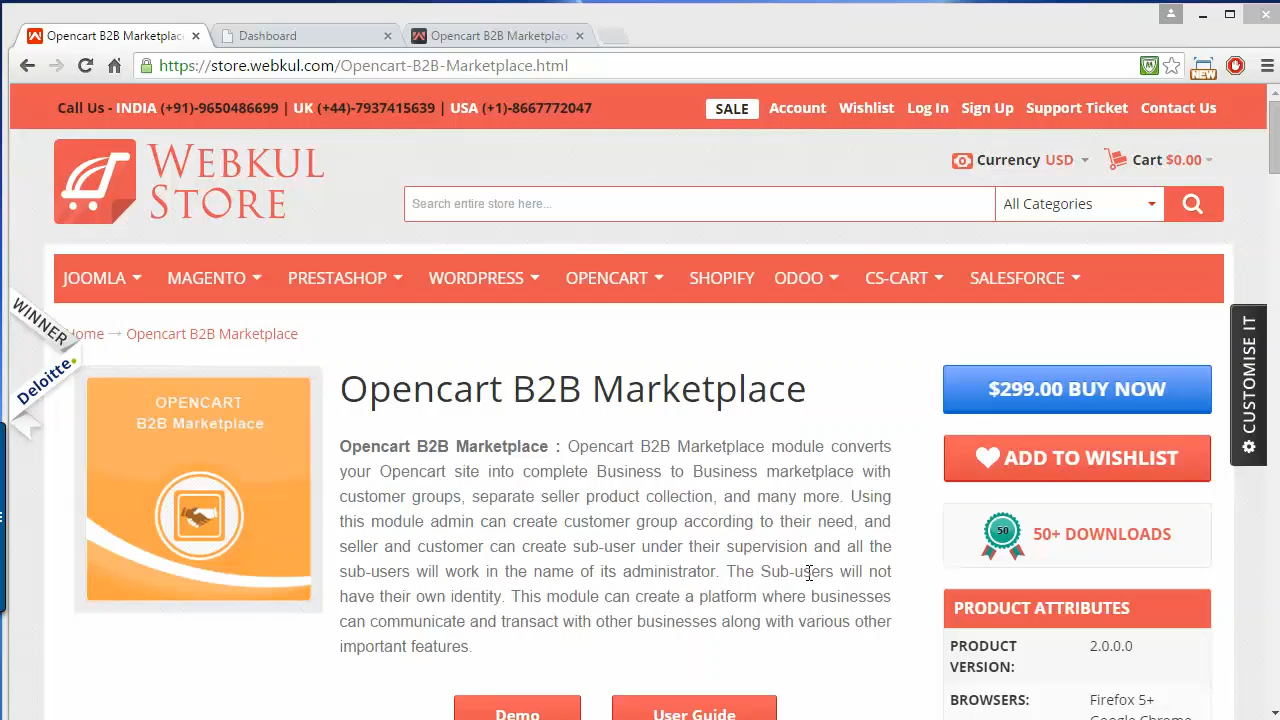 Opencart B2B Marketplac
Dashboard
Opencart B2B Marketplac
https://store.webkul.com/Opencart-B2B-Marketplace.html
NEW
Call Us - INDIA (+91)-9650486699 | UK (+44)-7937415639 | USA (+1)-8667772047
SALE Account Wishlist Log In Sign Up Support Ticket Contact Us
WEBKUL
STORE
Currency USD
Cart $0.00
Search entire store here...
All Categories
JOOMLA MAGENTO PRESTASHOP WORDPRESS OPENCART SHOPIFY ODOO CS-CART SALESFORCE
WINNER
Deloitte.
Home → Opencart B2B Marketplace
OPENCART
B2B Marketplace
Opencart B2B Marketplace
Opencart B2B Marketplace : Opencart B2B Marketplace module converts
your Opencart site into complete Business to Business marketplace with
customer groups, separate seller product collection, and many more. Using
this module admin can create customer group according to their need, and
seller and customer can create sub-user under their supervision and all the
sub-users will work in the name of its administrator. The Sub-users will not
have their own identity. This module can create a platform where businesses
can communicate and transact with other businesses along with various other
important features.
Demo
User Guide
$299.00 BUY NOW
ADD TO WISHLIST
50
50+ DOWNLOADS
PRODUCT ATTRIBUTES
PRODUCT VERSION: 2.0.0.0
BROWSERS: Firefox 5+
Google Chrome
CUSTOMISE IT